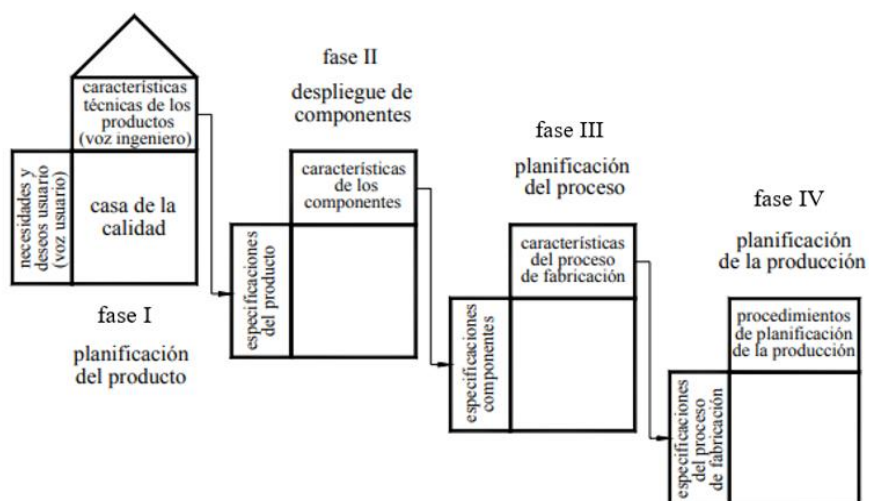 características
técnicas de los
productos
(voz ingeniero)
necesidades y
deseos usuario
(voz usuario)
casa de la
calidad
fase I
planificación
del producto
fase II
despliegue de
componentes
características
de los
componentes
especificaciones
del producto
fase III
planificación
del proceso
características
del proceso
de fabricación
especificaciones
componentes
fase IV
planificación
de la producción
procedimientos
de planificación
de la producción
especificaciones
del proceso
de fabricación